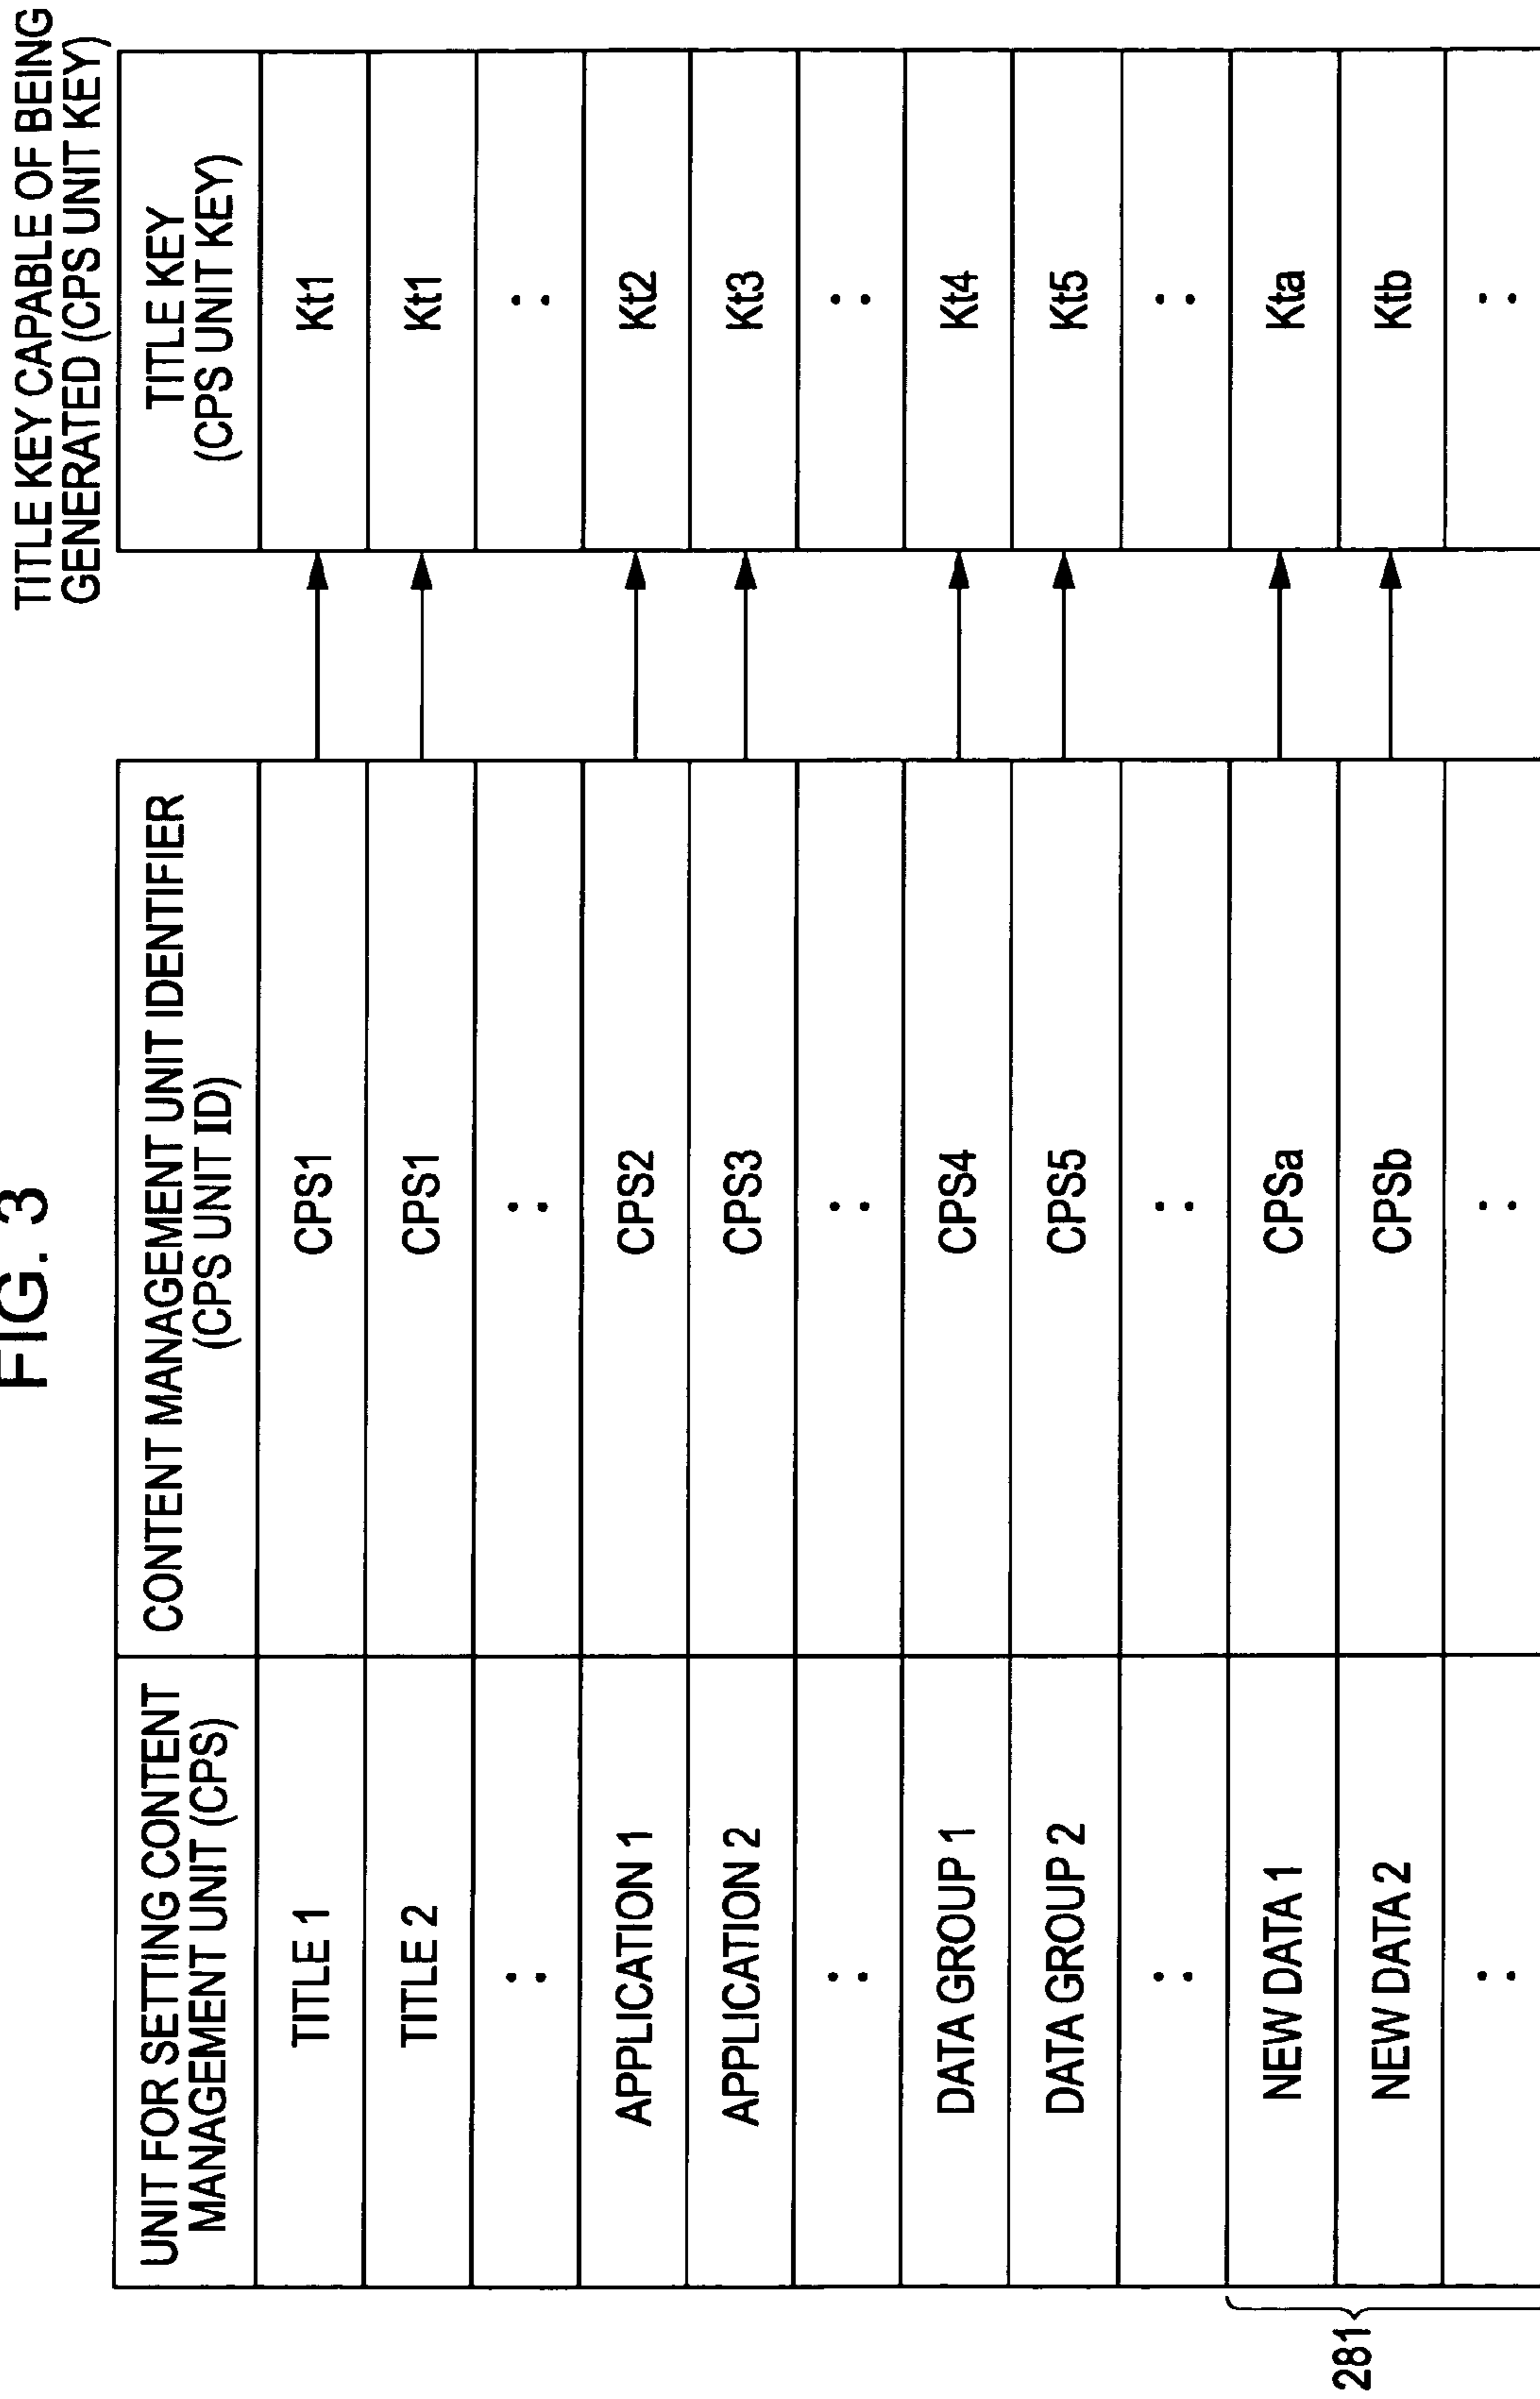 FIG. 3
TITLE KEY CAPABLE OF BEING
GENERATED (CPS UNIT KEY)
UNIT FOR SETTING CONTENT
MANAGEMENT UNIT (CPS)
CONTENT MANAGEMENT UNIT IDENTIFIER
(CPS UNIT ID)
TITLE KEY
(CPS UNIT KEY)
TITLE 1 CPS1 Kt1
TITLE 2 CPS1 Kt1
: : :
APPLICATION 1 CPS2 Kt2
APPLICATION 2 CPS3 Kt3
: : :
DATA GROUP 1 CPS4 Kt4
DATA GROUP 2 CPS5 Kt5
: : :
NEW DATA 1 CPSa Kta
NEW DATA 2 CPSb Ktb
: : :
281